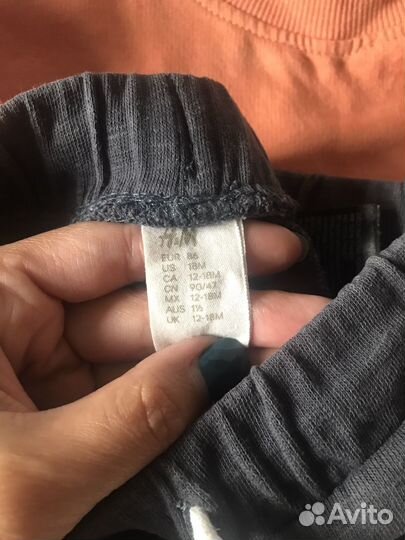 H&M
EUR 86
US 18M
CA 12-18M
CN 90/47
MX 12-18M
AUS 1½
UK 12-18M
Avito